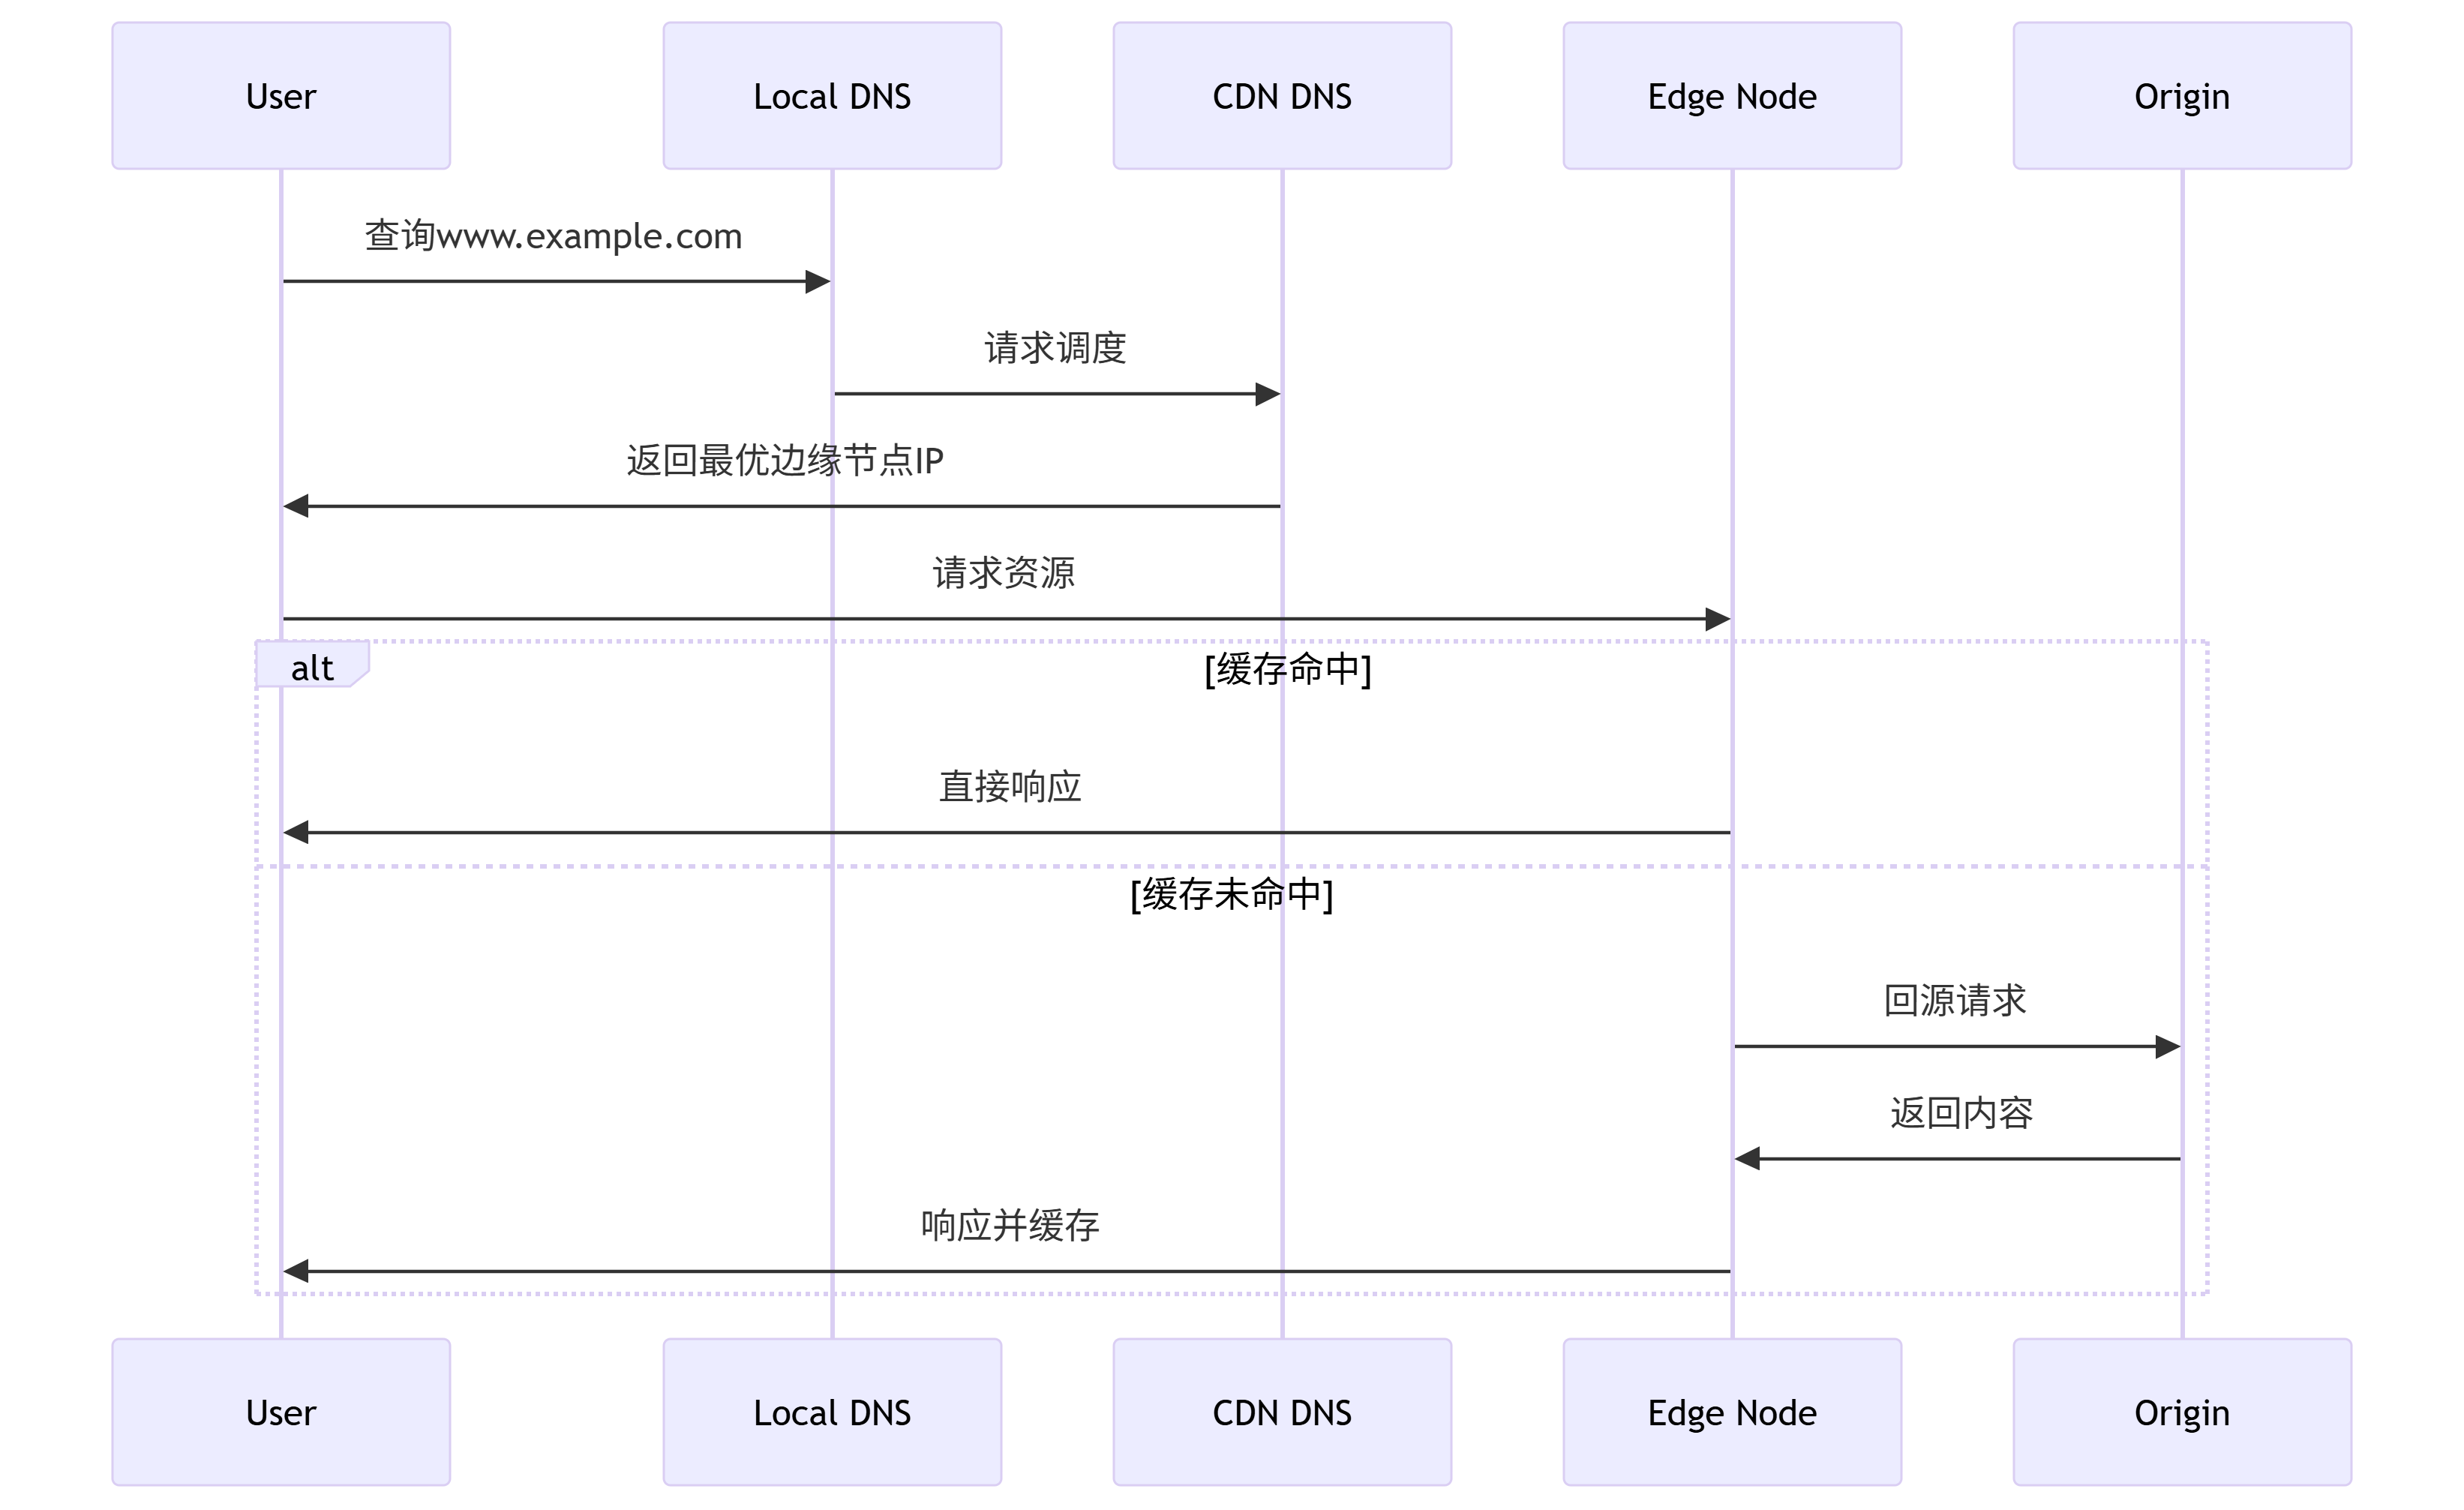 User
Local DNS
CDN DNS
Edge Node
Origin
查询www.example.com
请求调度
返回最优边缘节点IP
请求资源
alt
[缓存命中]
直接响应
[缓存未命中]
回源请求
返回内容
响应并缓存
User
Local DNS
CDN DNS
Edge Node
Origin